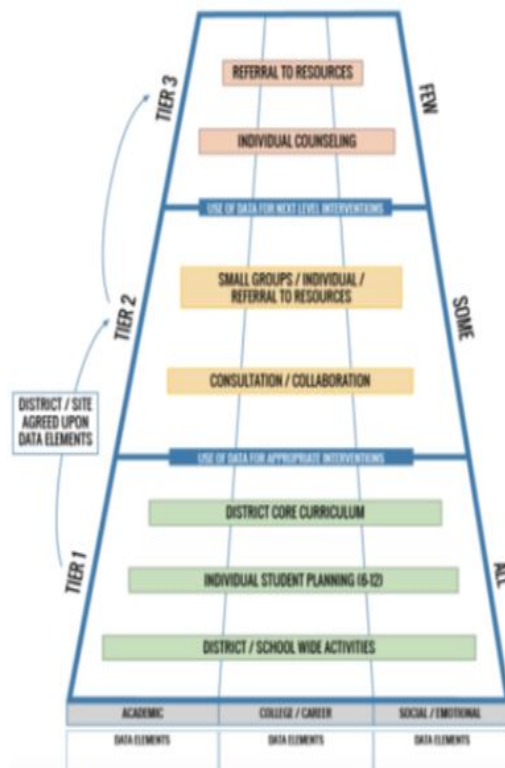 TIER 3
FEW
REFERRAL TO RESOURCES
INDIVIDUAL COUNSELING
USE OF DATA FOR NEXT LEVEL INTERVENTIONS
TIER 2
SOME
SMALL GROUPS / INDIVIDUAL /
REFERRAL TO RESOURCES
CONSULTATION / COLLABORATION
DISTRICT / SITE
AGREED UPON
DATA ELEMENTS
USE OF DATA FOR APPROPRIATE INTERVENTIONS
TIER 1
ALL
DISTRICT CORE CURRICULUM
INDIVIDUAL STUDENT PLANNING (6-12)
DISTRICT / SCHOOL WIDE ACTIVITIES
ACADEMIC
COLLEGE / CAREER
SOCIAL / EMOTIONAL
DATA ELEMENTS
DATA ELEMENTS
DATA ELEMENTS